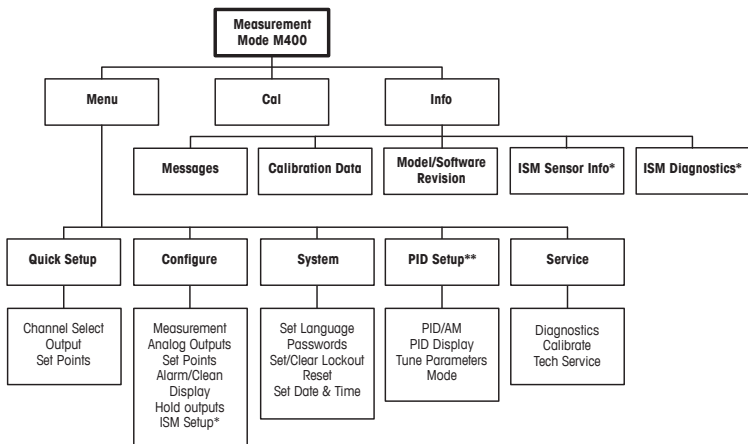 Measurement
Mode M400
Menu
Cal
Info
Messages
Calibration Data
Model/Software
Revision
ISM Sensor Info*
ISM Diagnostics*
Quick Setup
Configure
System
PID Setup**
Service
Channel Select
Output
Set Points
Measurement
Analog Outputs
Set Points
Alarm/Clean
Display
Hold outputs
ISM Setup*
Set Language
Passwords
Set/Clear Lockout
Reset
Set Date & Time
PID/AM
PID Display
Tune Parameters
Mode
Diagnostics
Calibrate
Tech Service